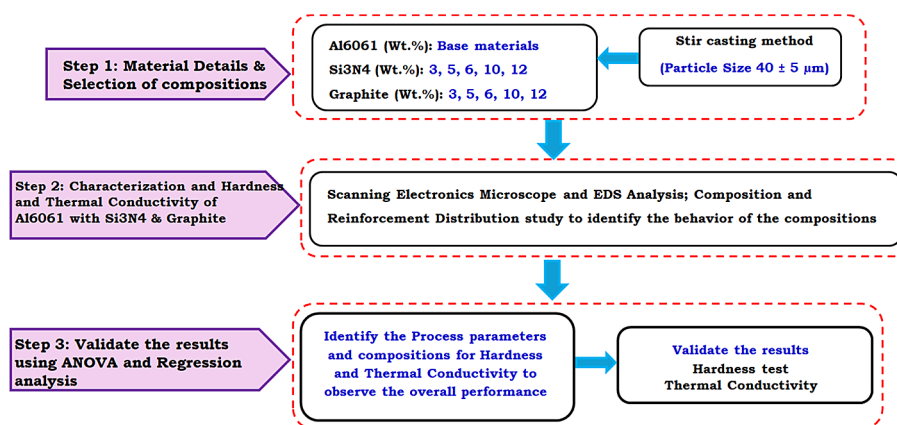 Step 1: Material Details &
Selection of compositions
Al6061 (Wt.%): Base materials
Si3N4 (Wt.%): 3, 5, 6, 10, 12
Graphite (Wt.%): 3, 5, 6, 10, 12
Stir casting method
(Particle Size 40 ± 5 μm)
Step 2: Characterization and Hardness
and Thermal Conductivity of
Al6061 with Si3N4 & Graphite
Scanning Electronics Microscope and EDS Analysis; Composition and
Reinforcement Distribution study to identify the behavior of the compositions
Step 3: Validate the results
using ANOVA and Regression
analysis
Identify the Process parameters
and compositions for Hardness
and Thermal Conductivity to
observe the overall performance
Validate the results
Hardness test
Thermal Conductivity